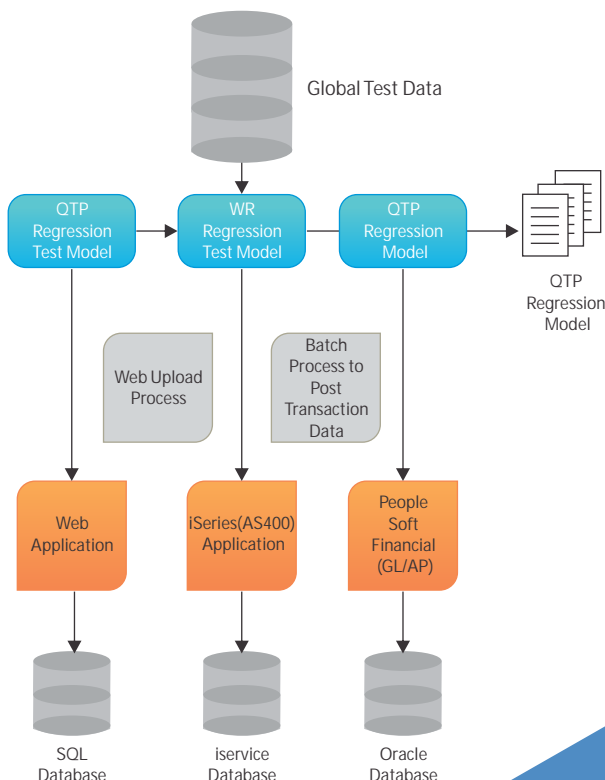 Global Test Data
QTP
Regression
Test Model
WR
Regression
Test Model
QTP
Regression
Model
QTP
Regression
Model
Web Upload
Process
Batch
Process to
Post
Transaction
Data
Web
Application
iSeries(AS400)
Application
People
Soft
Financial
(GL/AP)
SQL
Database
iservice
Database
Oracle
Database